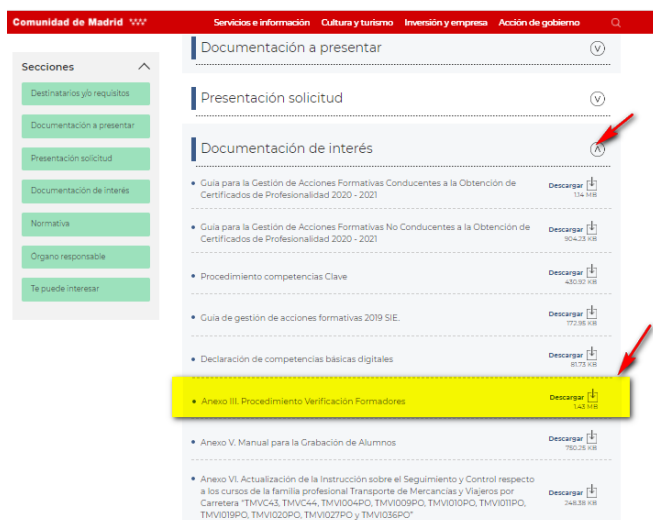 Comunidad de Madrid
Servicios e información Cultura y turismo Inversión y empresa Acción de gobierno
Secciones
Destinatarios y/o requisitos
Documentación a presentar
Presentación solicitud
Documentación de interés
Normativa
Organo responsable
Te puede interesar
Documentación a presentar
Presentación solicitud
Documentación de interés
Guía para la Gestión de Acciones Formativas Conducentes a la Obtención de
Certificados de Profesionalidad 2020 - 2021
Descargar
1.14 MB
Guía para la Gestión de Acciones Formativas No Conducentes a la Obtención de
Certificados de Profesionalidad 2020 - 2021
Descargar
904.23 KB
Procedimiento competencias Clave
Descargar
430.97 KB
Guía de gestión de acciones formativas 2019 SIE.
Descargar
172.98 KB
Declaración de competencias básicas digitales
Descargar
81.73 KB
Anexo III. Procedimiento Verificación Formadores
Descargar
1.43 MB
Anexo V. Manual para la Grabación de Alumnos
Descargar
750.25 KB
Anexo VI. Actualización de la Instrucción sobre el Seguimiento y Control respecto
a los cursos de la familia profesional Transporte de Mercancías y Viajeros por
Carretera "TMVC43, TMVC44, TMVI004PO, TMVI009PO, TMVI010PO, TMVI011PO,
TMVI019PO, TMVI020PO, TMVI027PO y TMVI036PO"
Descargar
248.38 KB